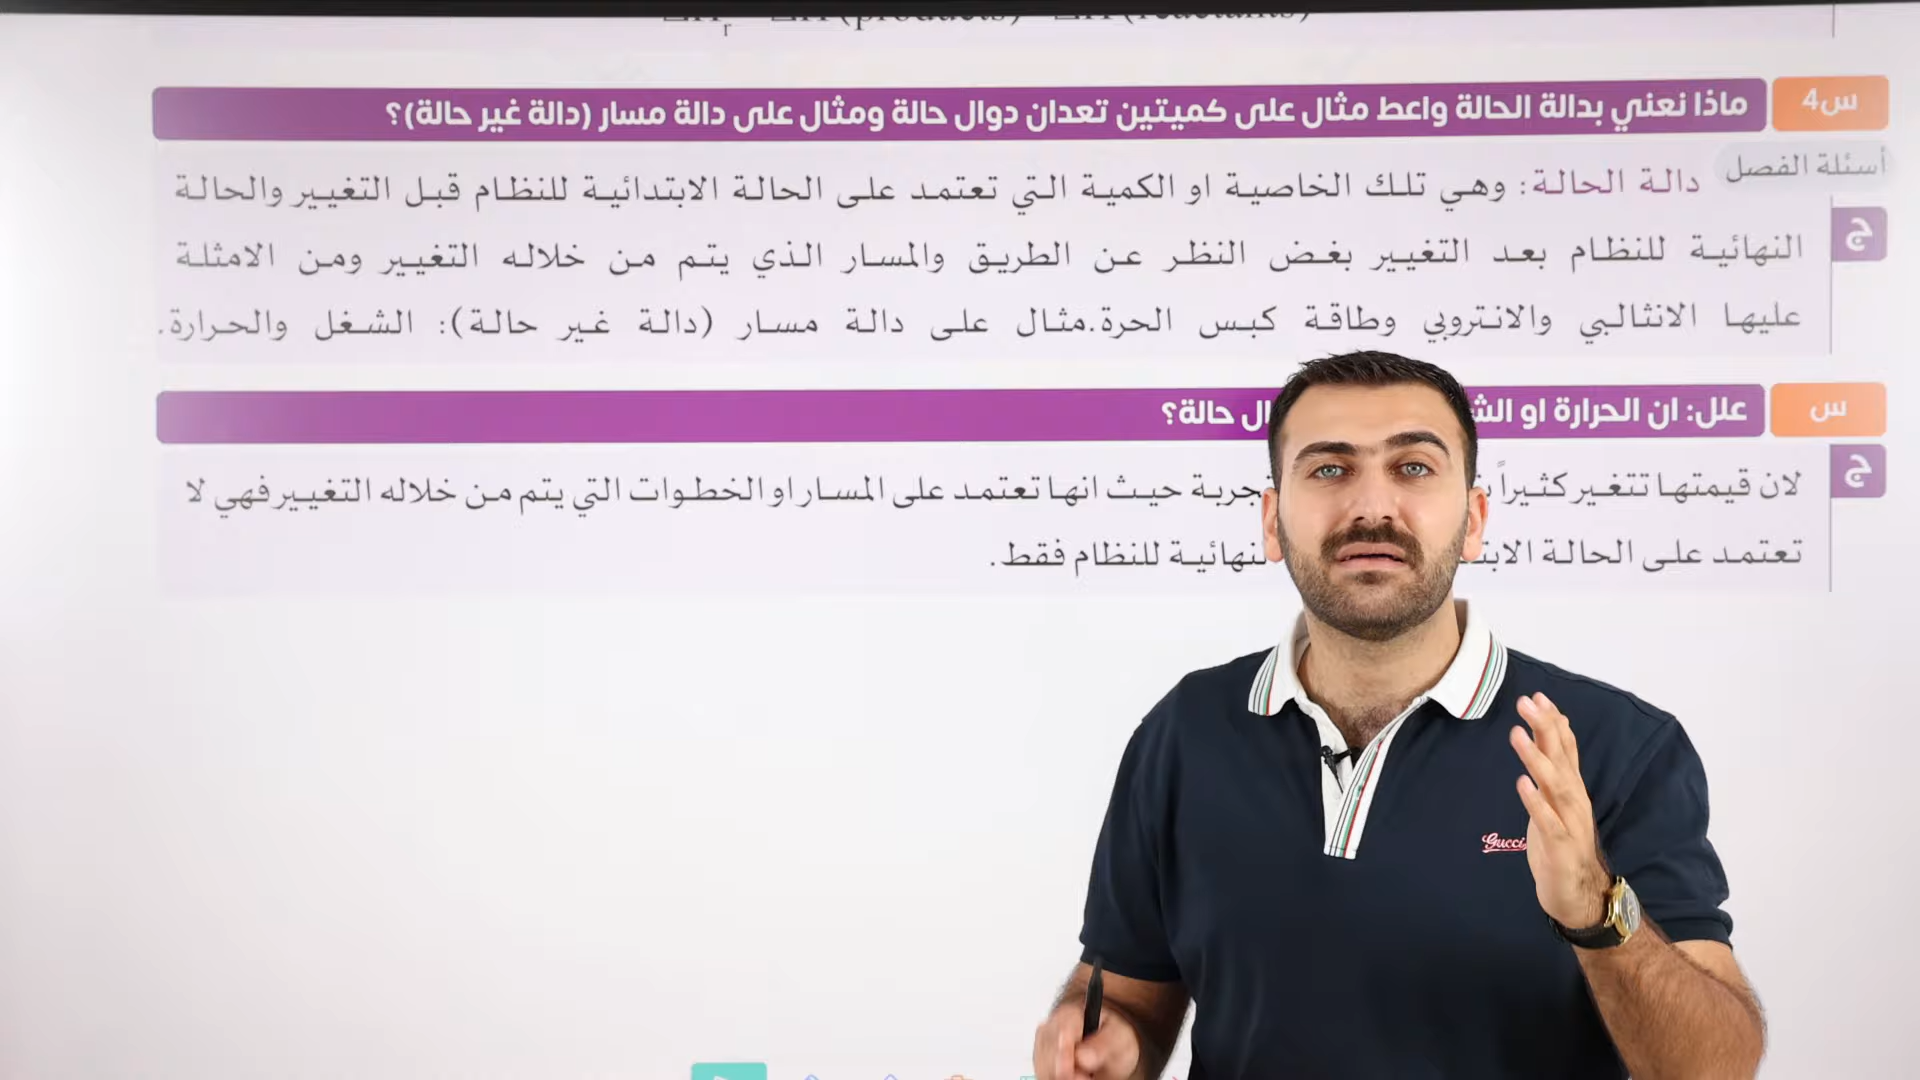 ΔH (products) ΔH (reactants)
r
س4
ماذا نعني بدالة الحالة واعط مثال على كميتين تعدان دوال حالة ومثال على دالة مسار (دالة غير حالة)؟
أسئلة الفصل
دالة الحالة: وهي تلك الخاصية او الكمية التي تعتمد على الحالة الابتدائية للنظام قبل التغيير والحالة
ج
النهائية للنظام بعد التغيير بغض النظر عن الطريق والمسار الذي يتم من خلاله التغيير ومن الامثلة
عليها الانثالبي والانتروبي وطاقة كبس الحرة.مثال على دالة مسار (دالة غير حالة): الشغل والحرارة.
س
علل: ان الحرارة او حالة؟
ج
لان قيمتها تتغير كثيراً حيث انها تعتمد على المسار او الخطوات التي يتم من خلاله التغيير فهي لا
تعتمد على الحالة للنظام فقط.
Gucci